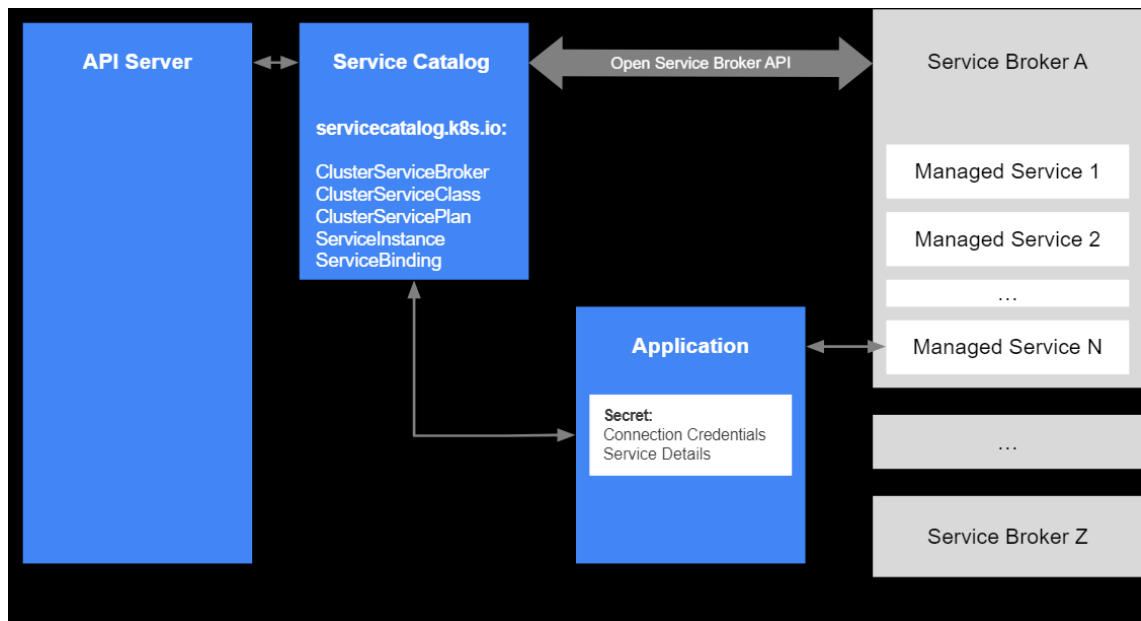 API Server
Service Catalog
servicecatalog.k8s.io:
ClusterServiceBroker
ClusterServiceClass
ClusterServicePlan
ServiceInstance
ServiceBinding
Open Service Broker API
Service Broker A
Managed Service 1
Managed Service 2
...
Managed Service N
Application
Secret:
Connection Credentials
Service Details
...
Service Broker Z